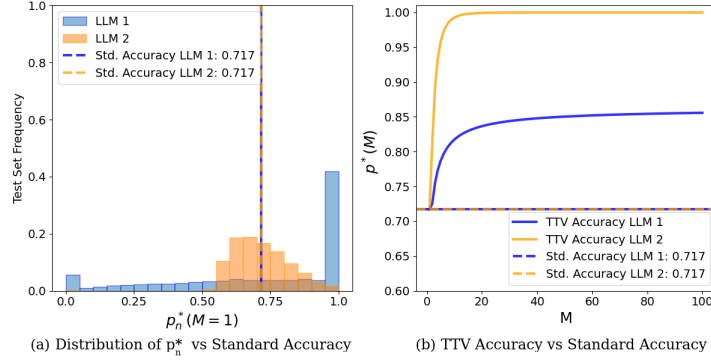 LLM 1
LLM 2
Std. Accuracy LLM 1: 0.717
Std. Accuracy LLM 2: 0.717
Test Set Frequency
1.0
0.8
0.6
0.4
0.2
0.0
0.0 0.25 0.50 0.75 1.0
p*n(M = 1)
(a) Distribution of p*n vs Standard Accuracy
p*(M)
1.00
0.95
0.90
0.85
0.80
0.75
0.70
0.65
0.60
TTV Accuracy LLM 1
TTV Accuracy LLM 2
Std. Accuracy LLM 1: 0.717
Std. Accuracy LLM 2: 0.717
0 20 40 60 80 100
M
(b) TTV Accuracy vs Standard Accuracy